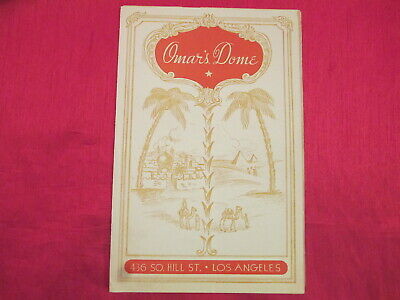 Omar's Dome
436 SO. HILL ST. • LOS ANGELES